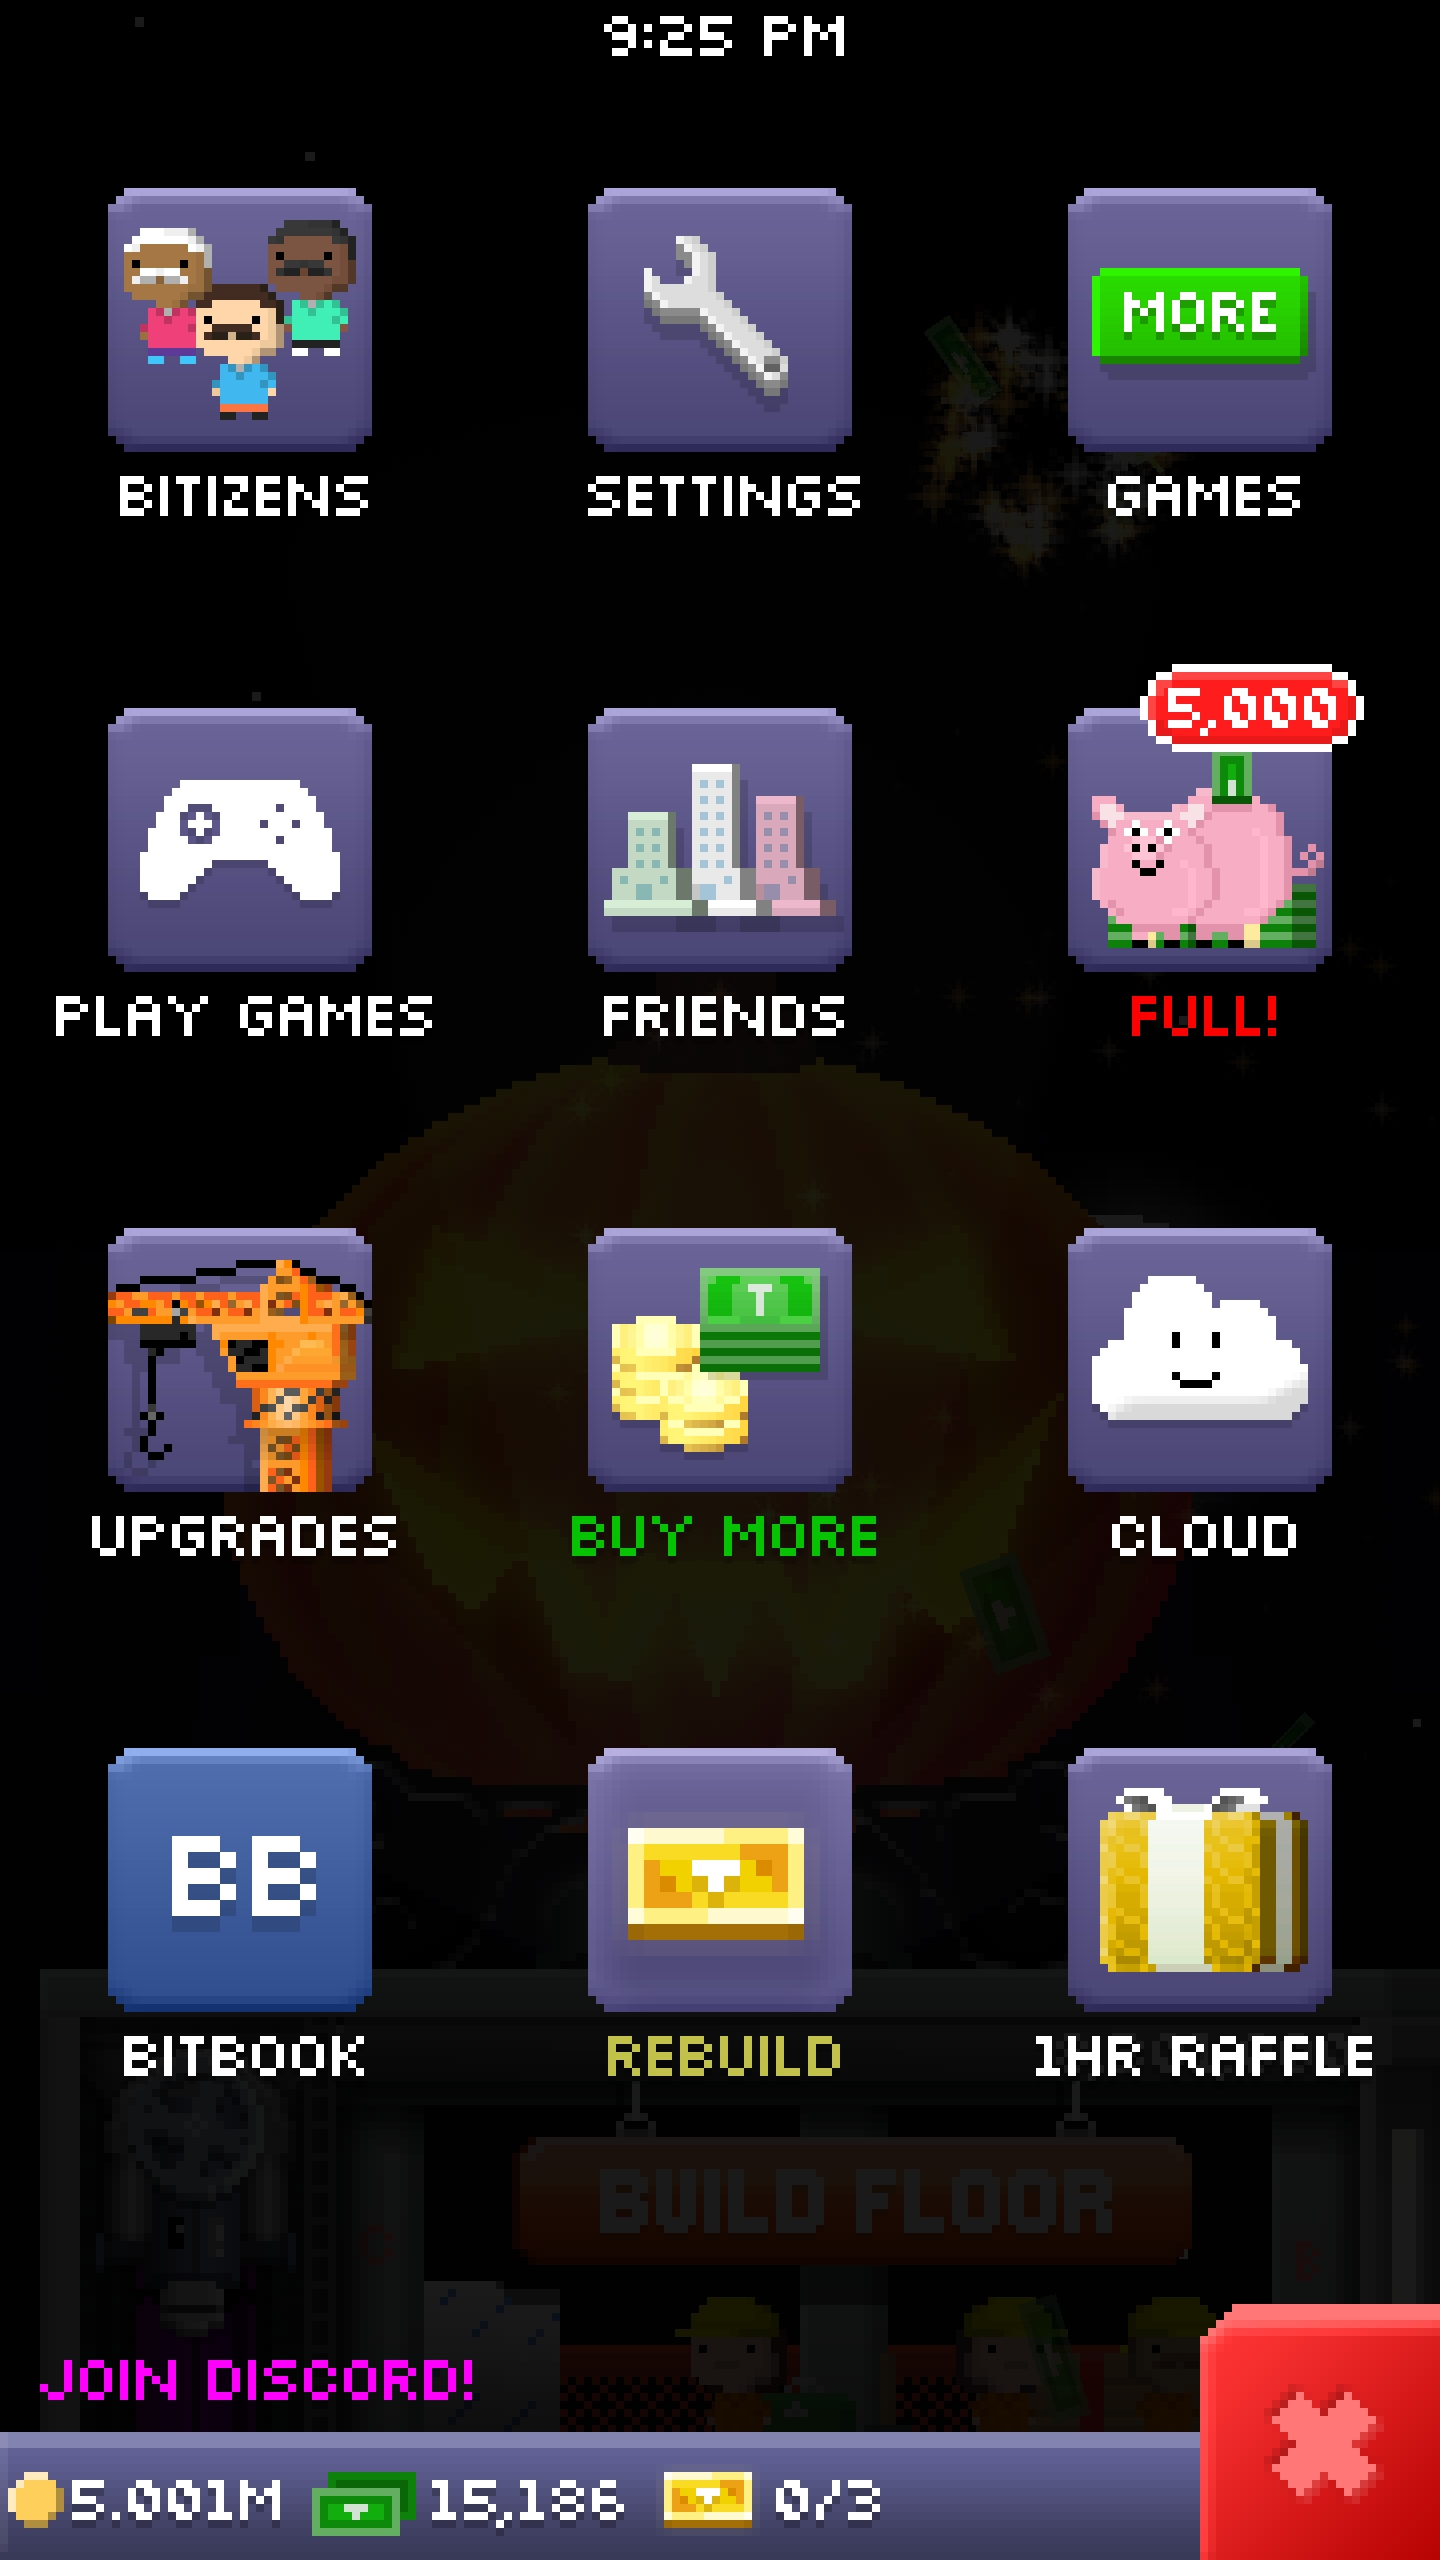 9:25 PM
MORE
BITIZENS
SETTINGS
GAMES
5,000
PLAY GAMES
FRIENDS
FULL!
T
UPGRADES
BUY MORE
CLOUD
BB
BITBOOK
REBUILD
1HR RAFFLE
BUILD FLOOR
JOIN DISCORD!
5.001M 15,186 0/3